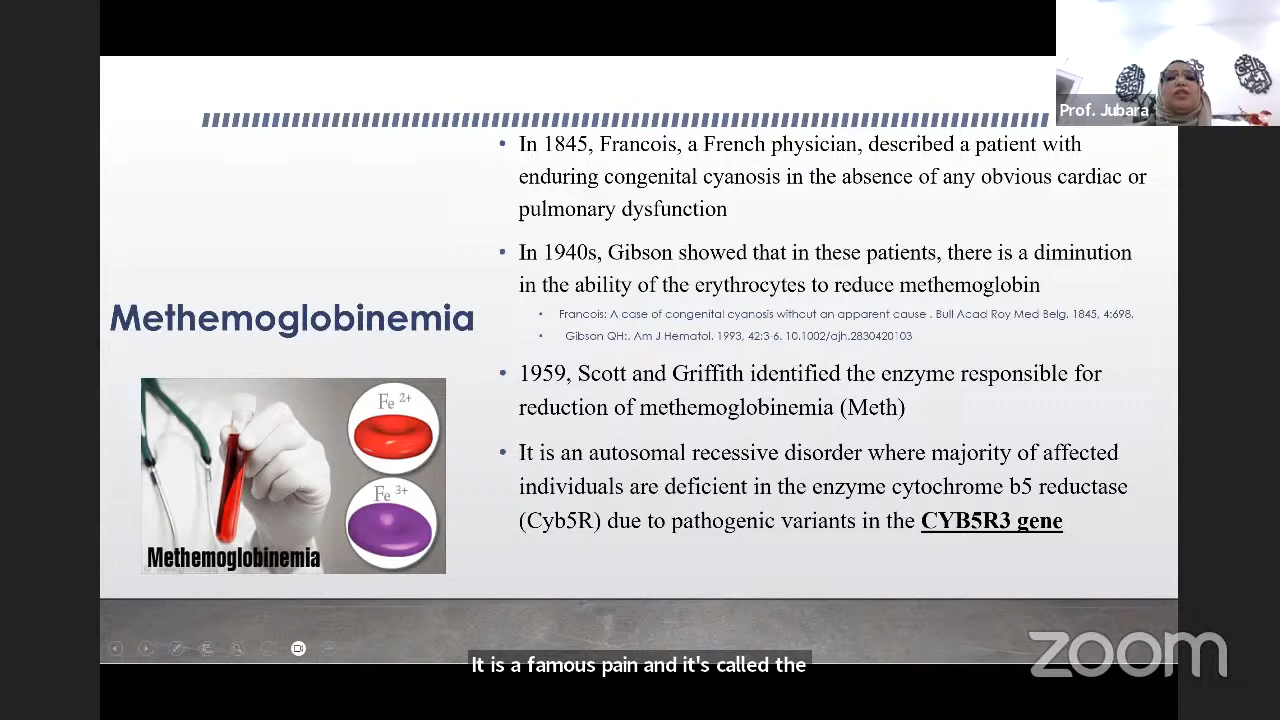 Prof. Jubara
In 1845, Francois, a French physician, described a patient with
enduring congenital cyanosis in the absence of any obvious cardiac or
pulmonary dysfunction
In 1940s, Gibson showed that in these patients, there is a diminution
in the ability of the erythrocytes to reduce methemoglobin
Francois: A case of congenital cyanosis without an apparent cause . Bull Acad Roy Med Belg. 1845, 4:698.
Gibson QH:. Am J Hematol. 1993, 42:3-6. 10.1002/ajh.2830420103
Methemoglobinemia
1959, Scott and Griffith identified the enzyme responsible for
reduction of methemoglobinemia (Meth)
It is an autosomal recessive disorder where majority of affected
individuals are deficient in the enzyme cytochrome b5 reductase
(Cyb5R) due to pathogenic variants in the CYB5R3 gene
Fe 2+
Fe 3+
Methemoglobinemia
zoom
It is a famous pain and it's called the